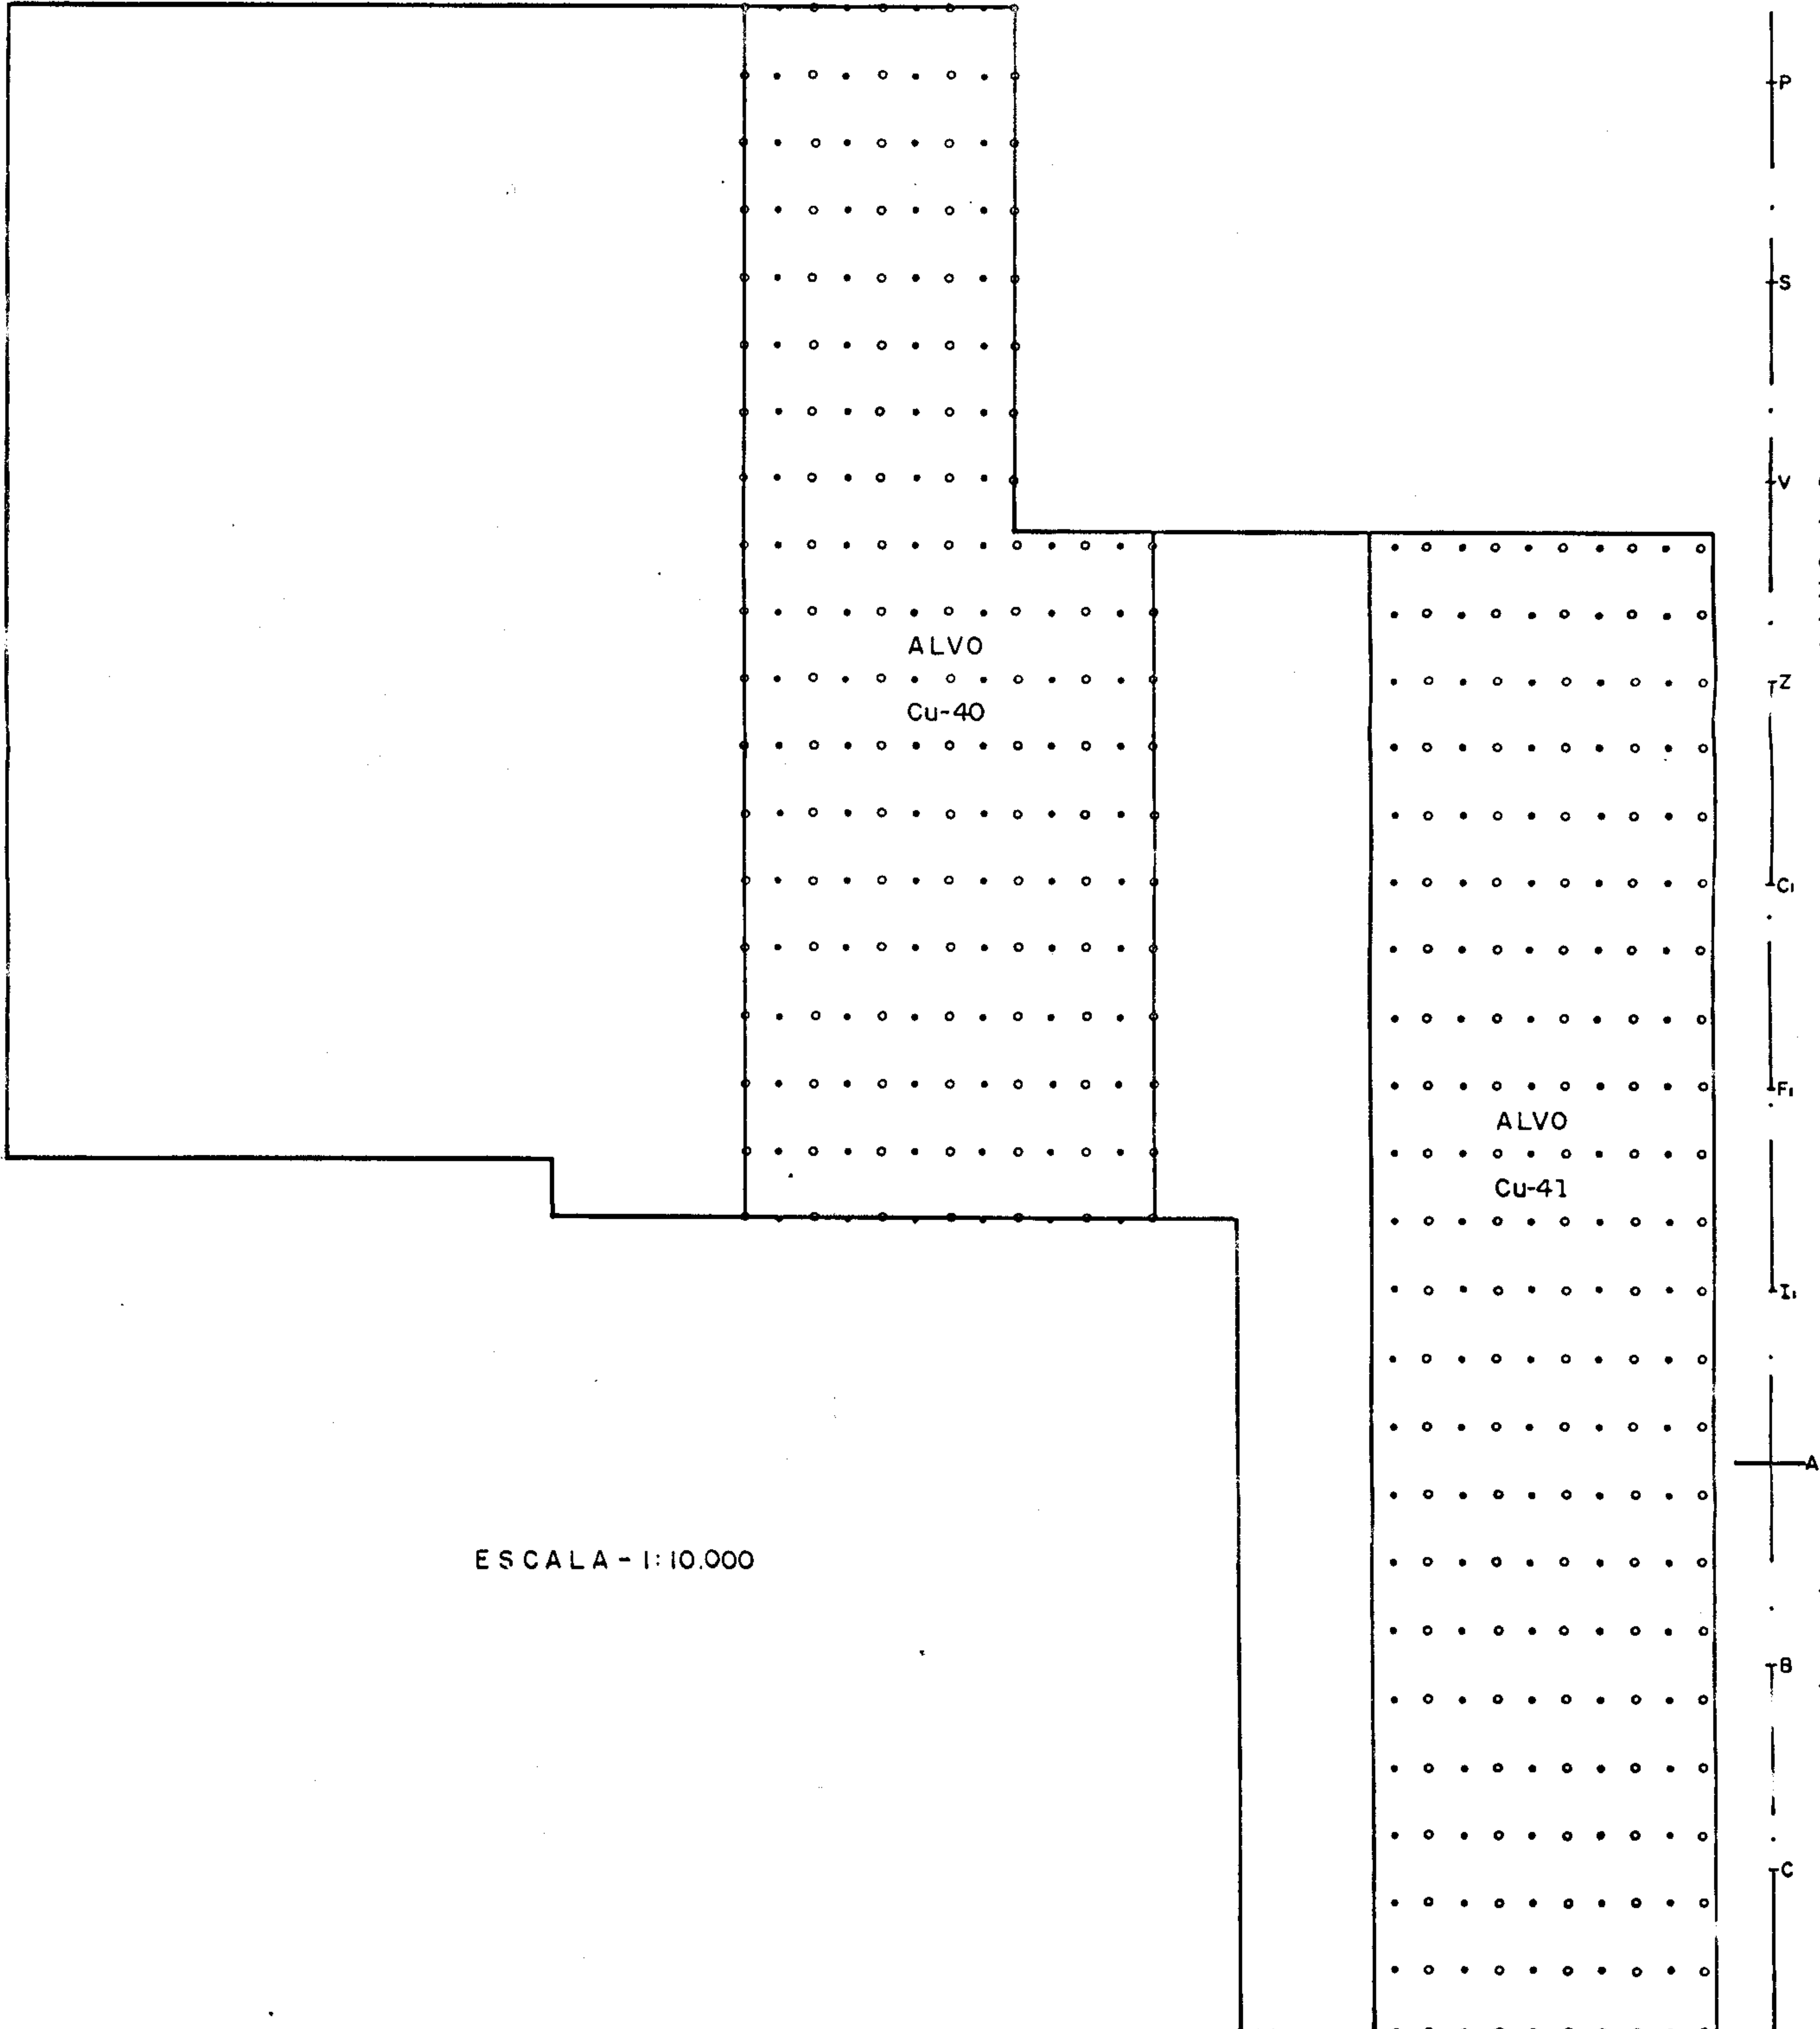 P
S
V
ALVO
Z
Cu-40
C₁
F₁
ALVO
Cu-41
I₁
A
ESCALA - 1:10.000
B
C